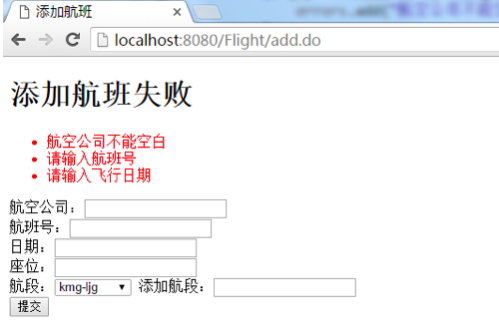 添加航班
errors.add("
localhost:8080/Flight/add.do
添加航班失败
航空公司不能空白
请输入航班号
请输入飞行日期
航空公司：
航班号：
日期：
座位：
航段： kmg-ljg 添加航段：
提交